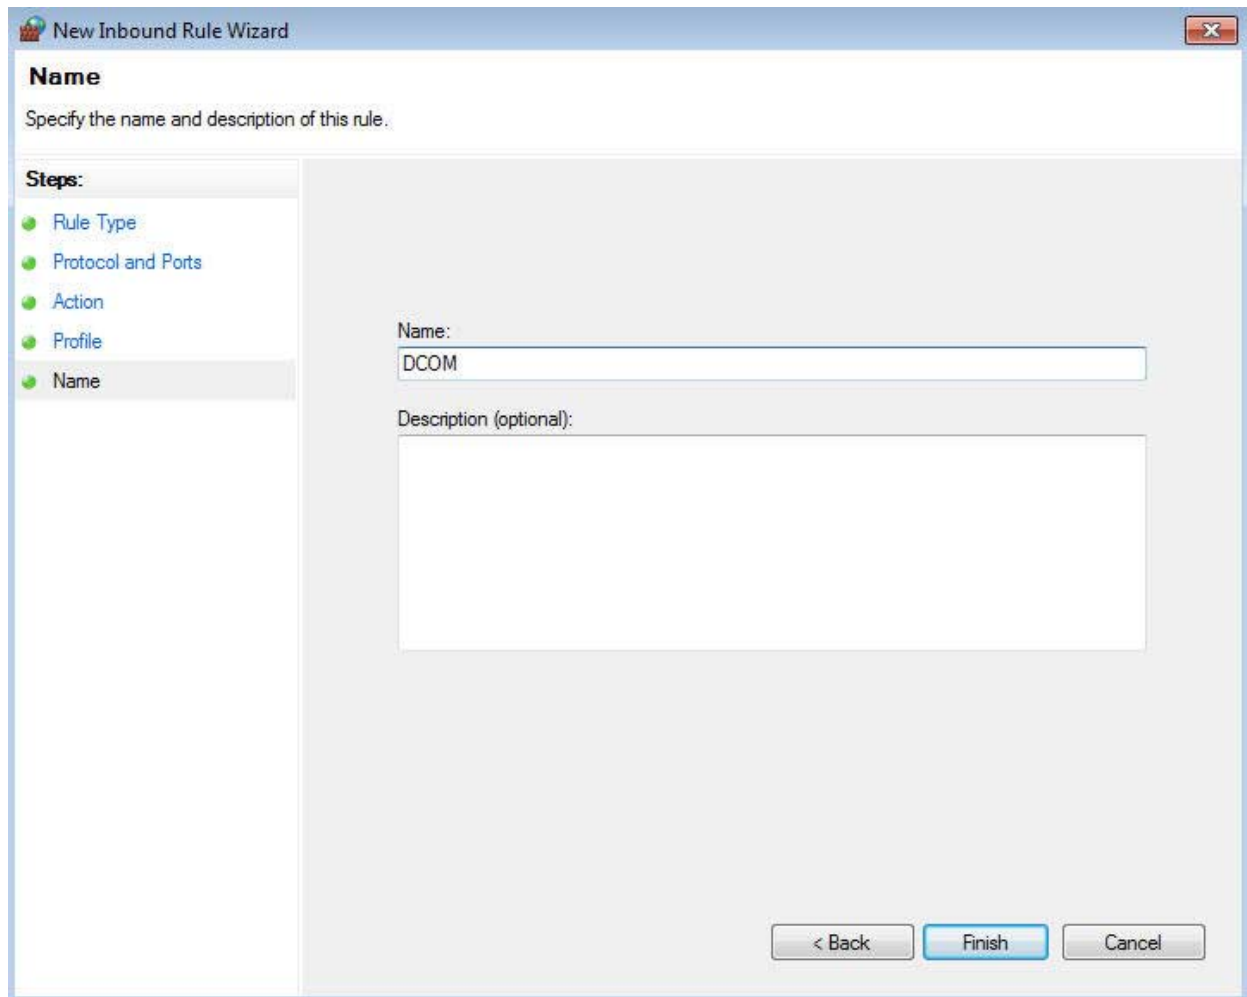 New Inbound Rule Wizard
Name
Specify the name and description of this rule.
Steps:
Rule Type
Protocol and Ports
Action
Profile
Name
Name:
DCOM
Description (optional):
< Back
Finish
Cancel